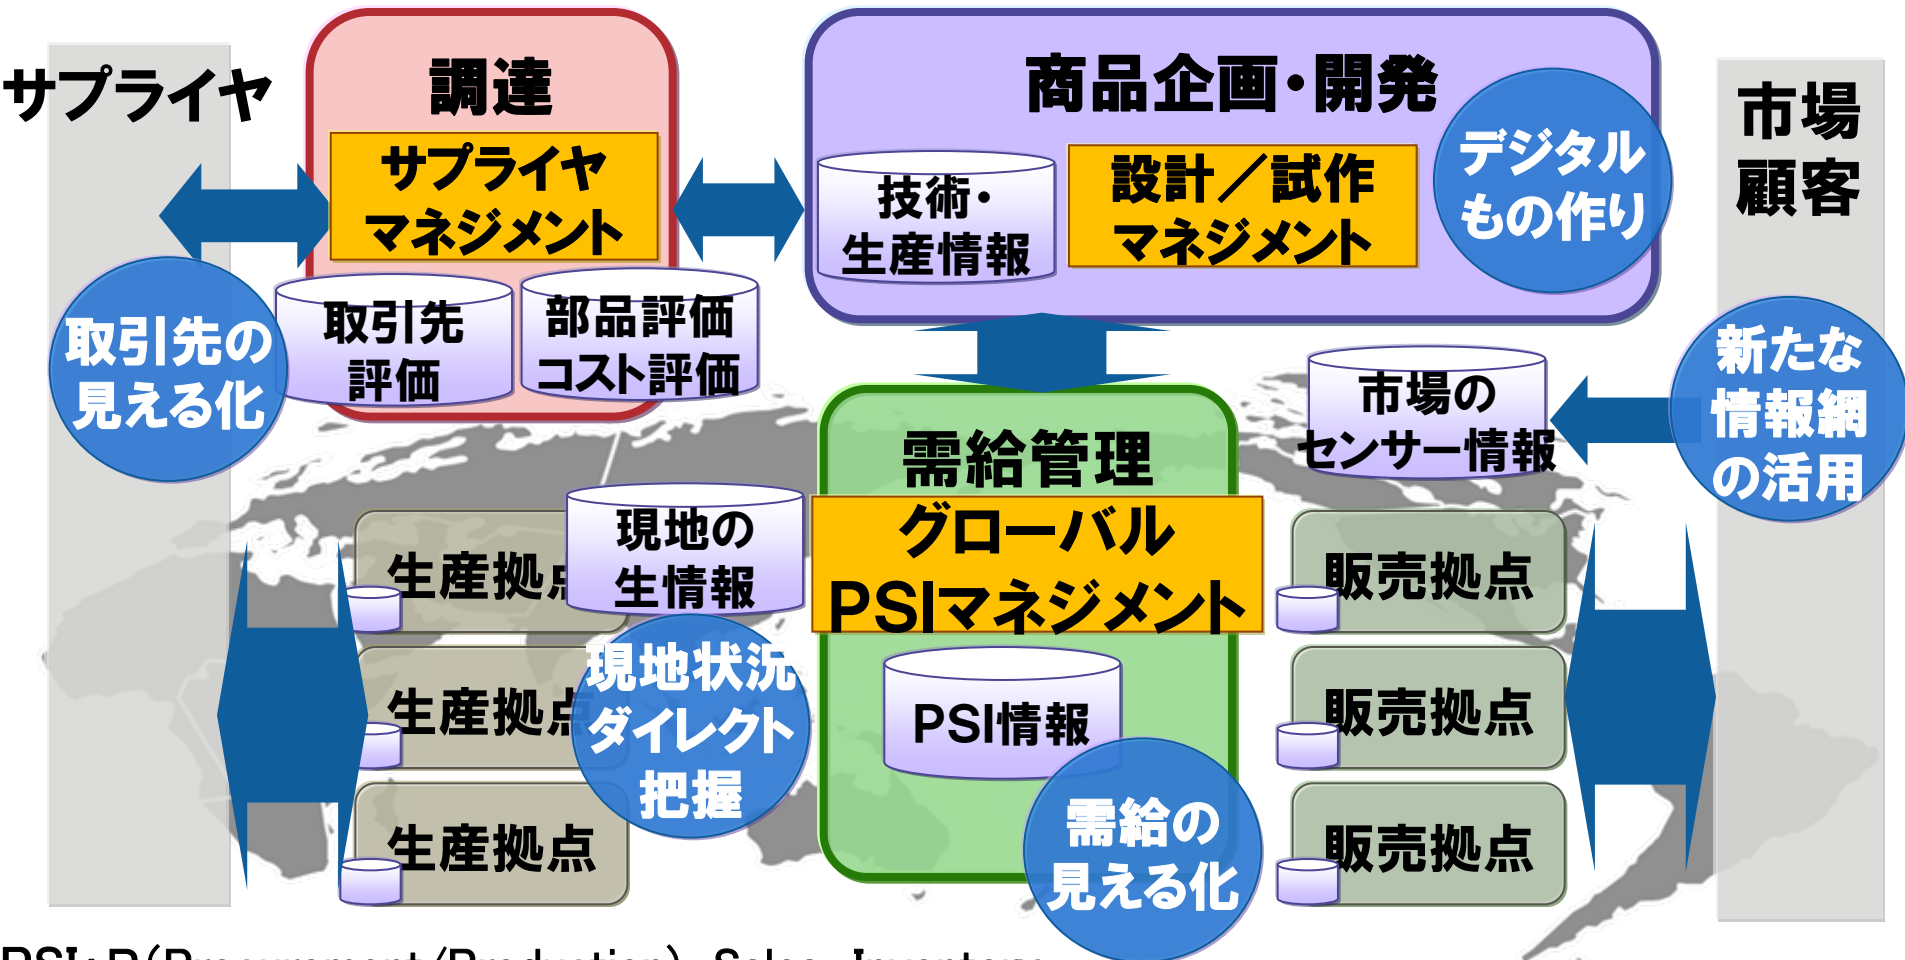 サプライヤ
調達
サプライヤ
マネジメント
取引先
評価
部品評価
コスト評価
取引先の
見える化
商品企画・開発
技術・
生産情報
設計／試作
マネジメント
デジタル
もの作り
市場
顧客
新たな
情報網
の活用
市場の
センサー情報
需給管理
グローバル
PSIマネジメント
PSI情報
需給の
見える化
現地の
生情報
現地状況
ダイレクト
把握
生産拠点
生産拠点
生産拠点
販売拠点
販売拠点
販売拠点
PSI：P(Procurement/Production), Sales, Inventory